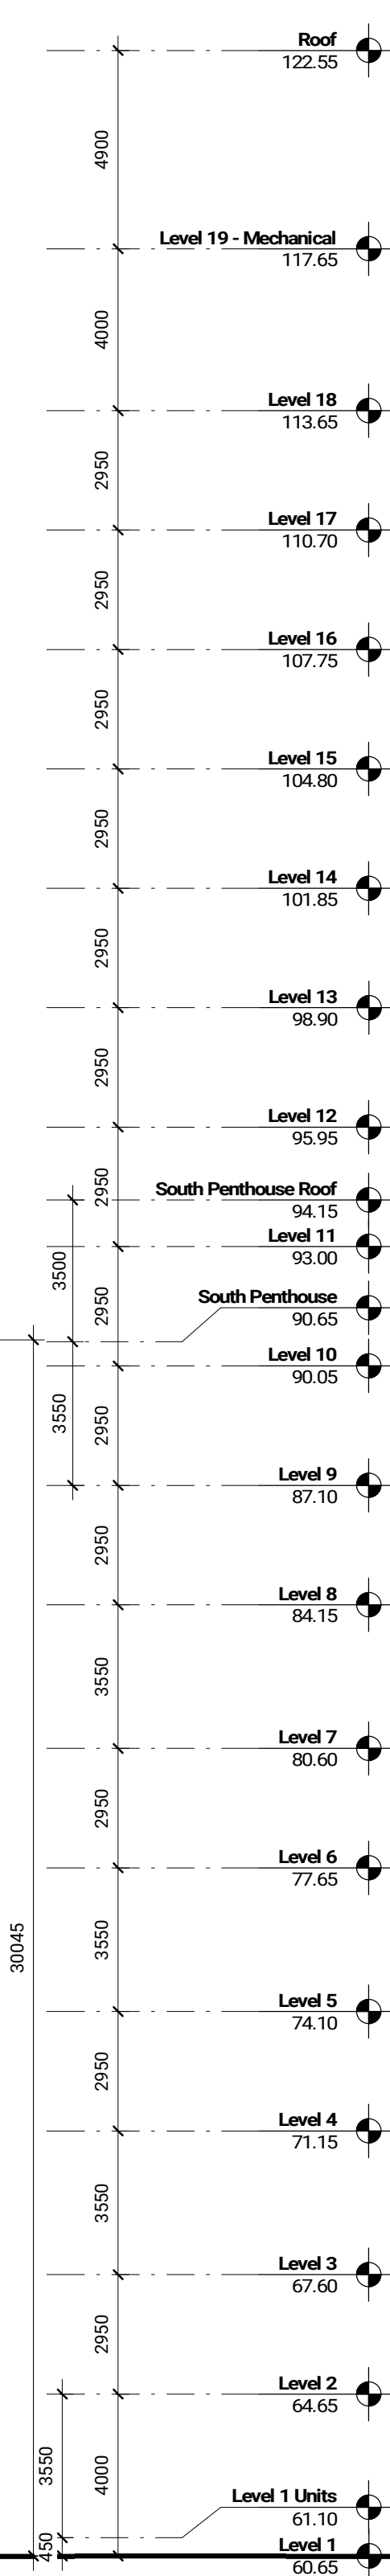 Roof
122.55
4900
Level 19 - Mechanical
117.65
4000
Level 18
113.65
2950
Level 17
110.70
2950
Level 16
107.75
2950
Level 15
104.80
2950
Level 14
101.85
2950
Level 13
98.90
2950
Level 12
95.95
2950
South Penthouse Roof
94.15
Level 11
93.00
3500
2950
South Penthouse
90.65
Level 10
90.05
3550
2950
Level 9
87.10
2950
Level 8
84.15
3550
Level 7
80.60
2950
Level 6
77.65
30045
3550
Level 5
74.10
2950
Level 4
71.15
3550
Level 3
67.60
2950
Level 2
64.65
3550
4000
Level 1 Units
61.10
450
Level 1
60.65